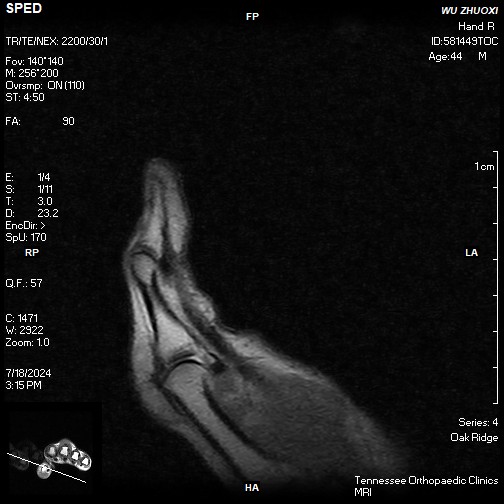 SPED
FP
WU ZHUOXI
Hand R
TR/TE/NEX: 2200/30/1
ID:581449TOC
Age:44 M
Fov: 140*140
M: 256*200
Ovrsmp: ON (110)
ST: 4:50
FA: 90
1cm
E: 1/4
S: 1/11
T: 3.0
D: 23.2
EncDir: >
SpU: 170
RP
LA
Q.F.: 57
C: 1471
W: 2922
Zoom: 1.0
7/18/2024
3:15 PM
Series: 4
Oak Ridge
Tennessee Orthopaedic Clinics
MRI
HA